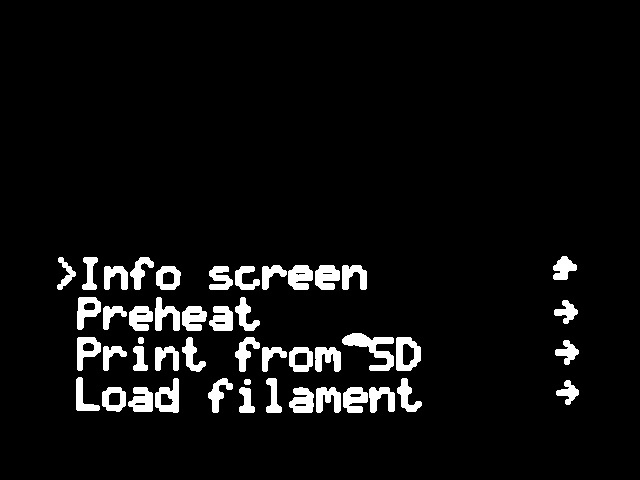 >Info screen
Preheat →
Print from SD →
Load filament →